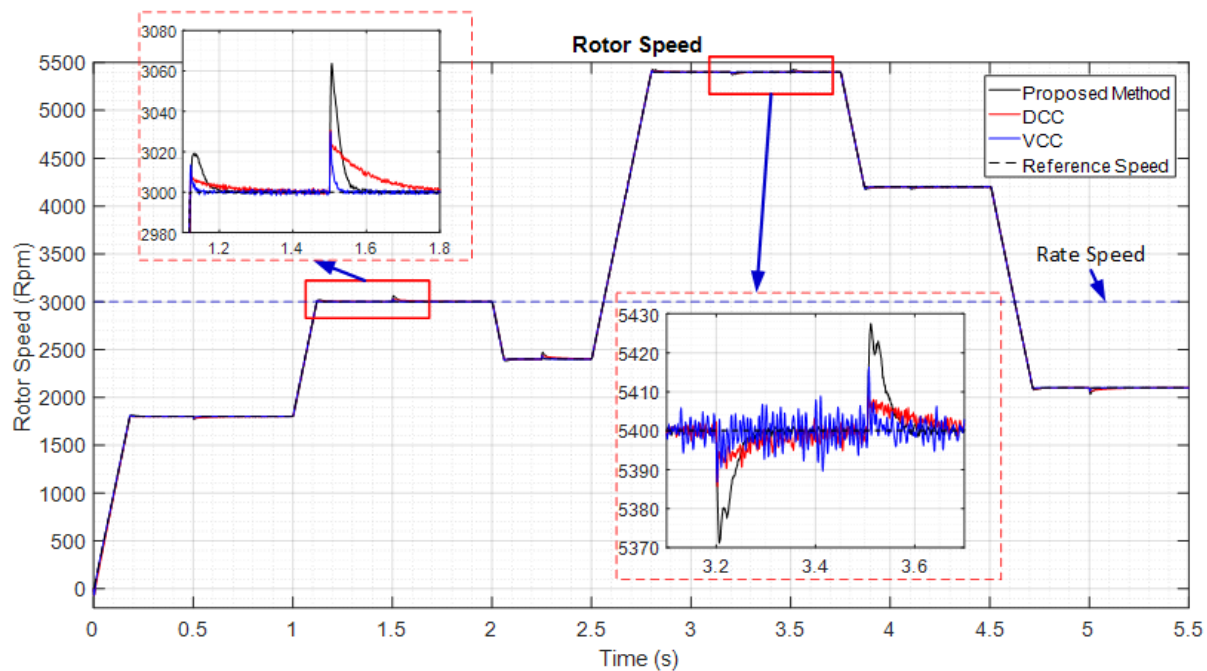 Rotor Speed
3080
3060
3040
3020
3000
2980
1.2 1.4 1.6 1.8
Proposed Method
DCC
VCC
Reference Speed
Rate Speed
5430
5420
5410
5400
5390
5380
5370
3.2 3.4 3.6
Rotor Speed (Rpm)
5500
5000
4500
4000
3500
3000
2500
2000
1500
1000
500
0
0 0.5 1 1.5 2 2.5 3 3.5 4 4.5 5 5.5
Time (s)